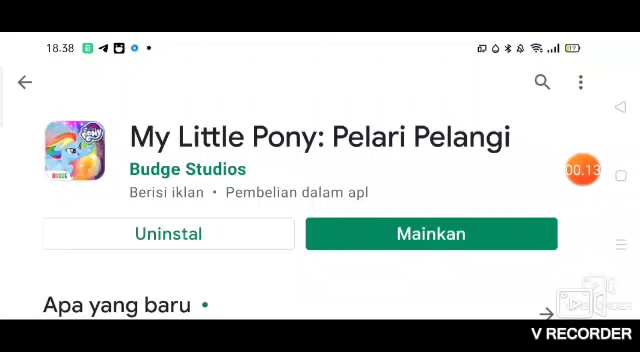 18.38
My Little Pony: Pelari Pelangi
Budge Studios
Berisi iklan • Pembelian dalam apl
00.13
Uninstal
Mainkan
Apa yang baru •
V RECORDER